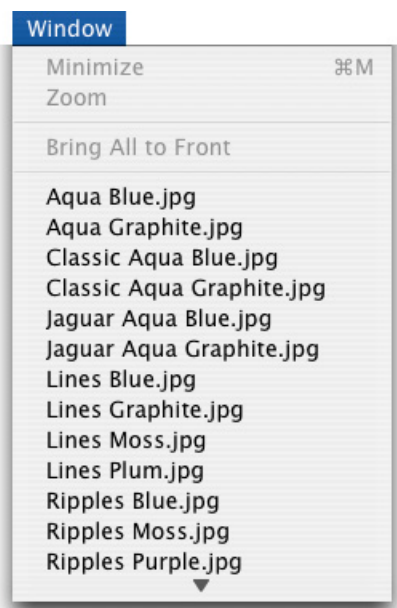 Window
Minimize ⌘M
Zoom
Bring All to Front
Aqua Blue.jpg
Aqua Graphite.jpg
Classic Aqua Blue.jpg
Classic Aqua Graphite.jpg
Jaguar Aqua Blue.jpg
Jaguar Aqua Graphite.jpg
Lines Blue.jpg
Lines Graphite.jpg
Lines Moss.jpg
Lines Plum.jpg
Ripples Blue.jpg
Ripples Moss.jpg
Ripples Purple.jpg